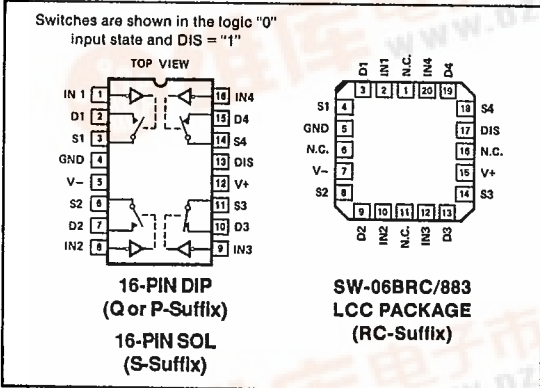 Switches are shown in the logic "0"
input state and DIS = "1"
TOP VIEW
IN 1 1 16 IN4
D1 2 15 D4
S1 3 14 S4
GND 4 13 DIS
V– 5 12 V+
S2 6 11 S3
D2 7 10 D3
IN2 8 9 IN3
16-PIN DIP
(Q or P-Suffix)
16-PIN SOL
(S-Suffix)
D1 IN1 N.C. IN4 D4
3 2 1 20 19
S1 4 18 S4
GND 5 17 DIS
N.C. 6 16 N.C.
V– 7 15 V+
S2 8 14 S3
9 10 11 12 13
D2 IN2 N.C. IN3 D3
SW-06BRC/883
LCC PACKAGE
(RC-Suffix)